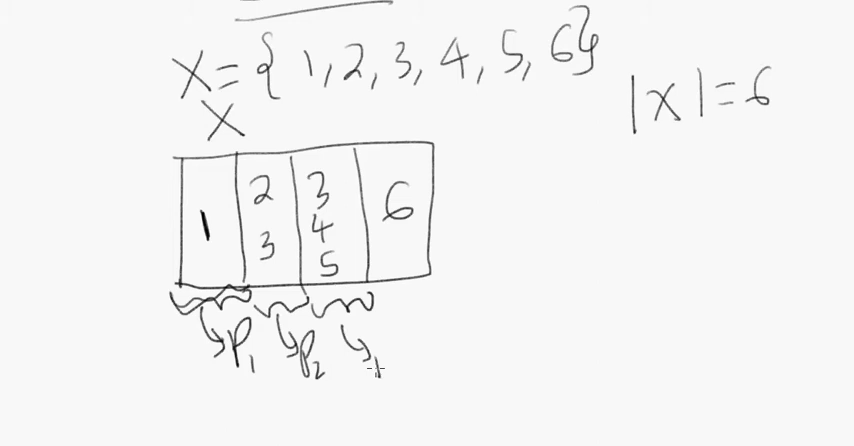 X = { 1, 2, 3, 4, 5, 6}
|X| = 6
X
1 2 3 6
3 4
5
P1 P2